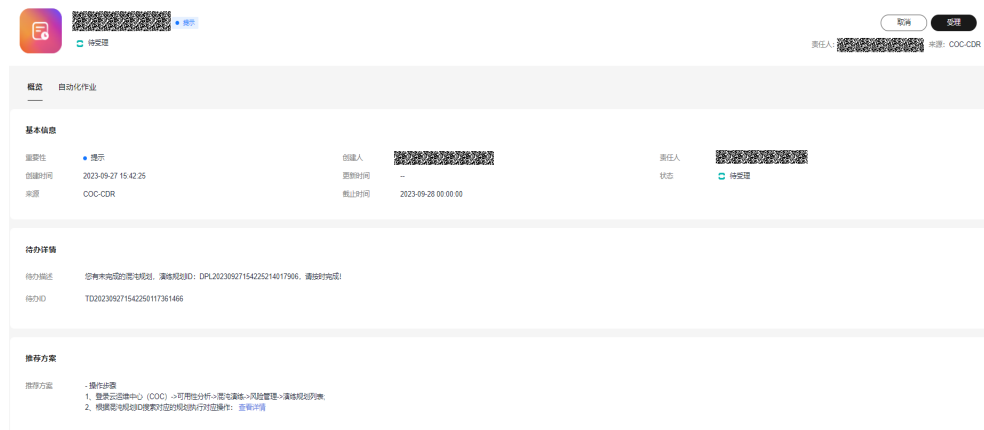 提示
取消
受理
待受理
责任人:
来源: COC-CDR
概览
自动化作业
基本信息
重要性
提示
创建人
责任人
创建时间
2023-09-27 15:42:25
更新时间
--
状态
待受理
来源
COC-CDR
截止时间
2023-09-28 00:00:00
待办详情
待办描述
您有未完成的混沌规划，演练规划ID：DPL20230927154225214017906，请按时完成!
待办ID
TD202309271542250117361466
推荐方案
推荐方案
- 操作步骤
1、登录云运维中心（COC）->可用性分析->混沌演练->风险管理->演练规划列表;
2、根据混沌规划ID搜索对应的规划执行对应操作： 查看详情